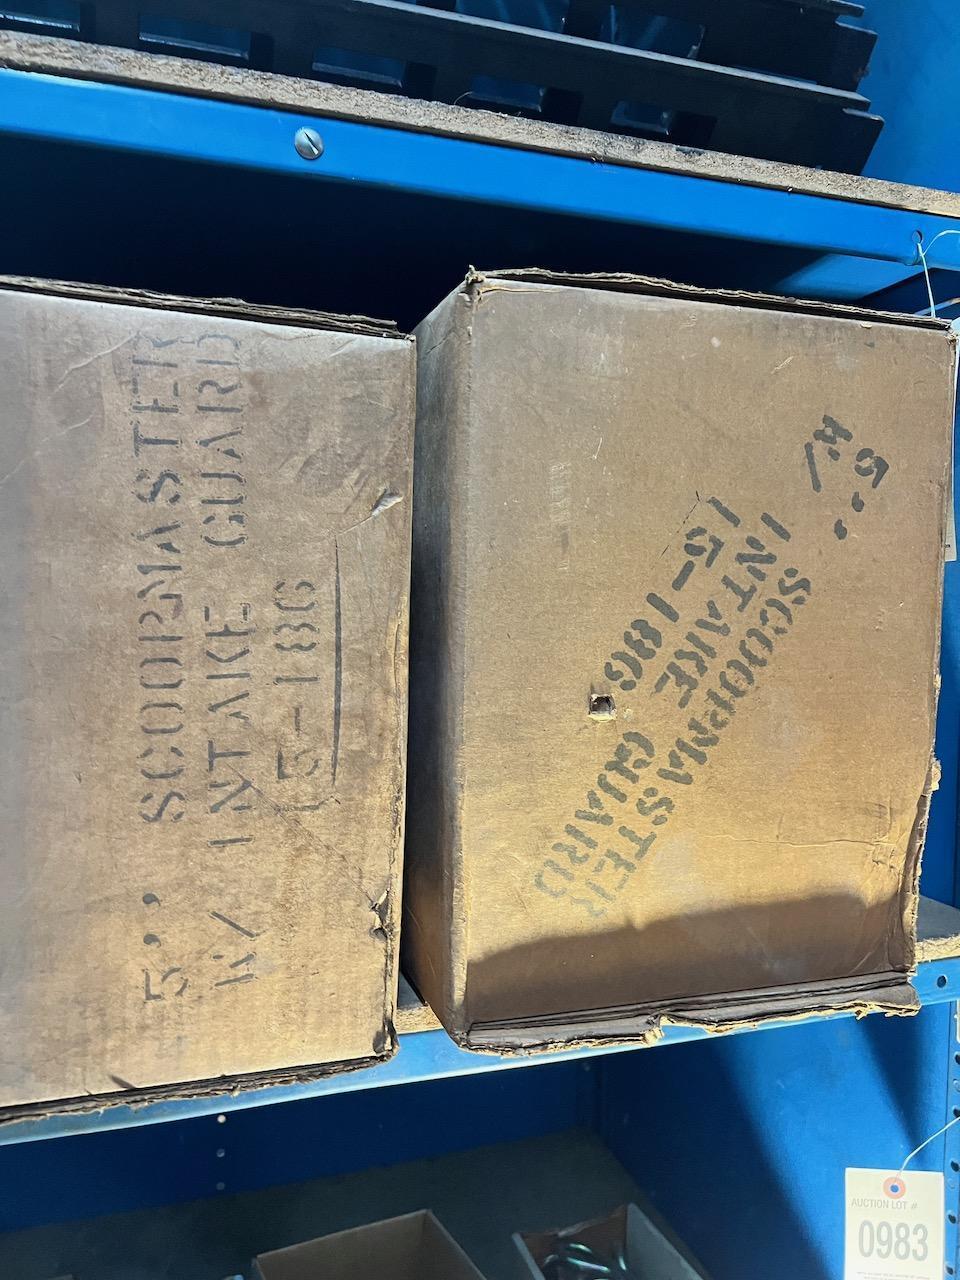 5'' SCOOPMASTER
W/ INTAKE GUARD
15-186
5'' SCOOPMASTER
W/ INTAKE GUARD
15-186
AUCTION LOT #
0983